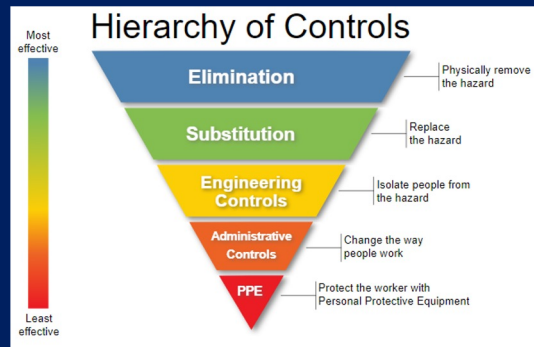 Hierarchy of Controls
Most
effective
Elimination
Physically remove
the hazard
Substitution
Replace
the hazard
Engineering
Controls
Isolate people from
the hazard
Administrative
Controls
Change the way
people work
PPE
Protect the worker with
Personal Protective Equipment
Least
effective